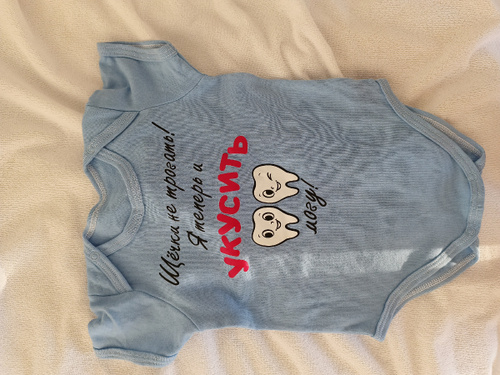 Щёчки не трогать!
Я теперь и
УКУСИТЬ
могу!